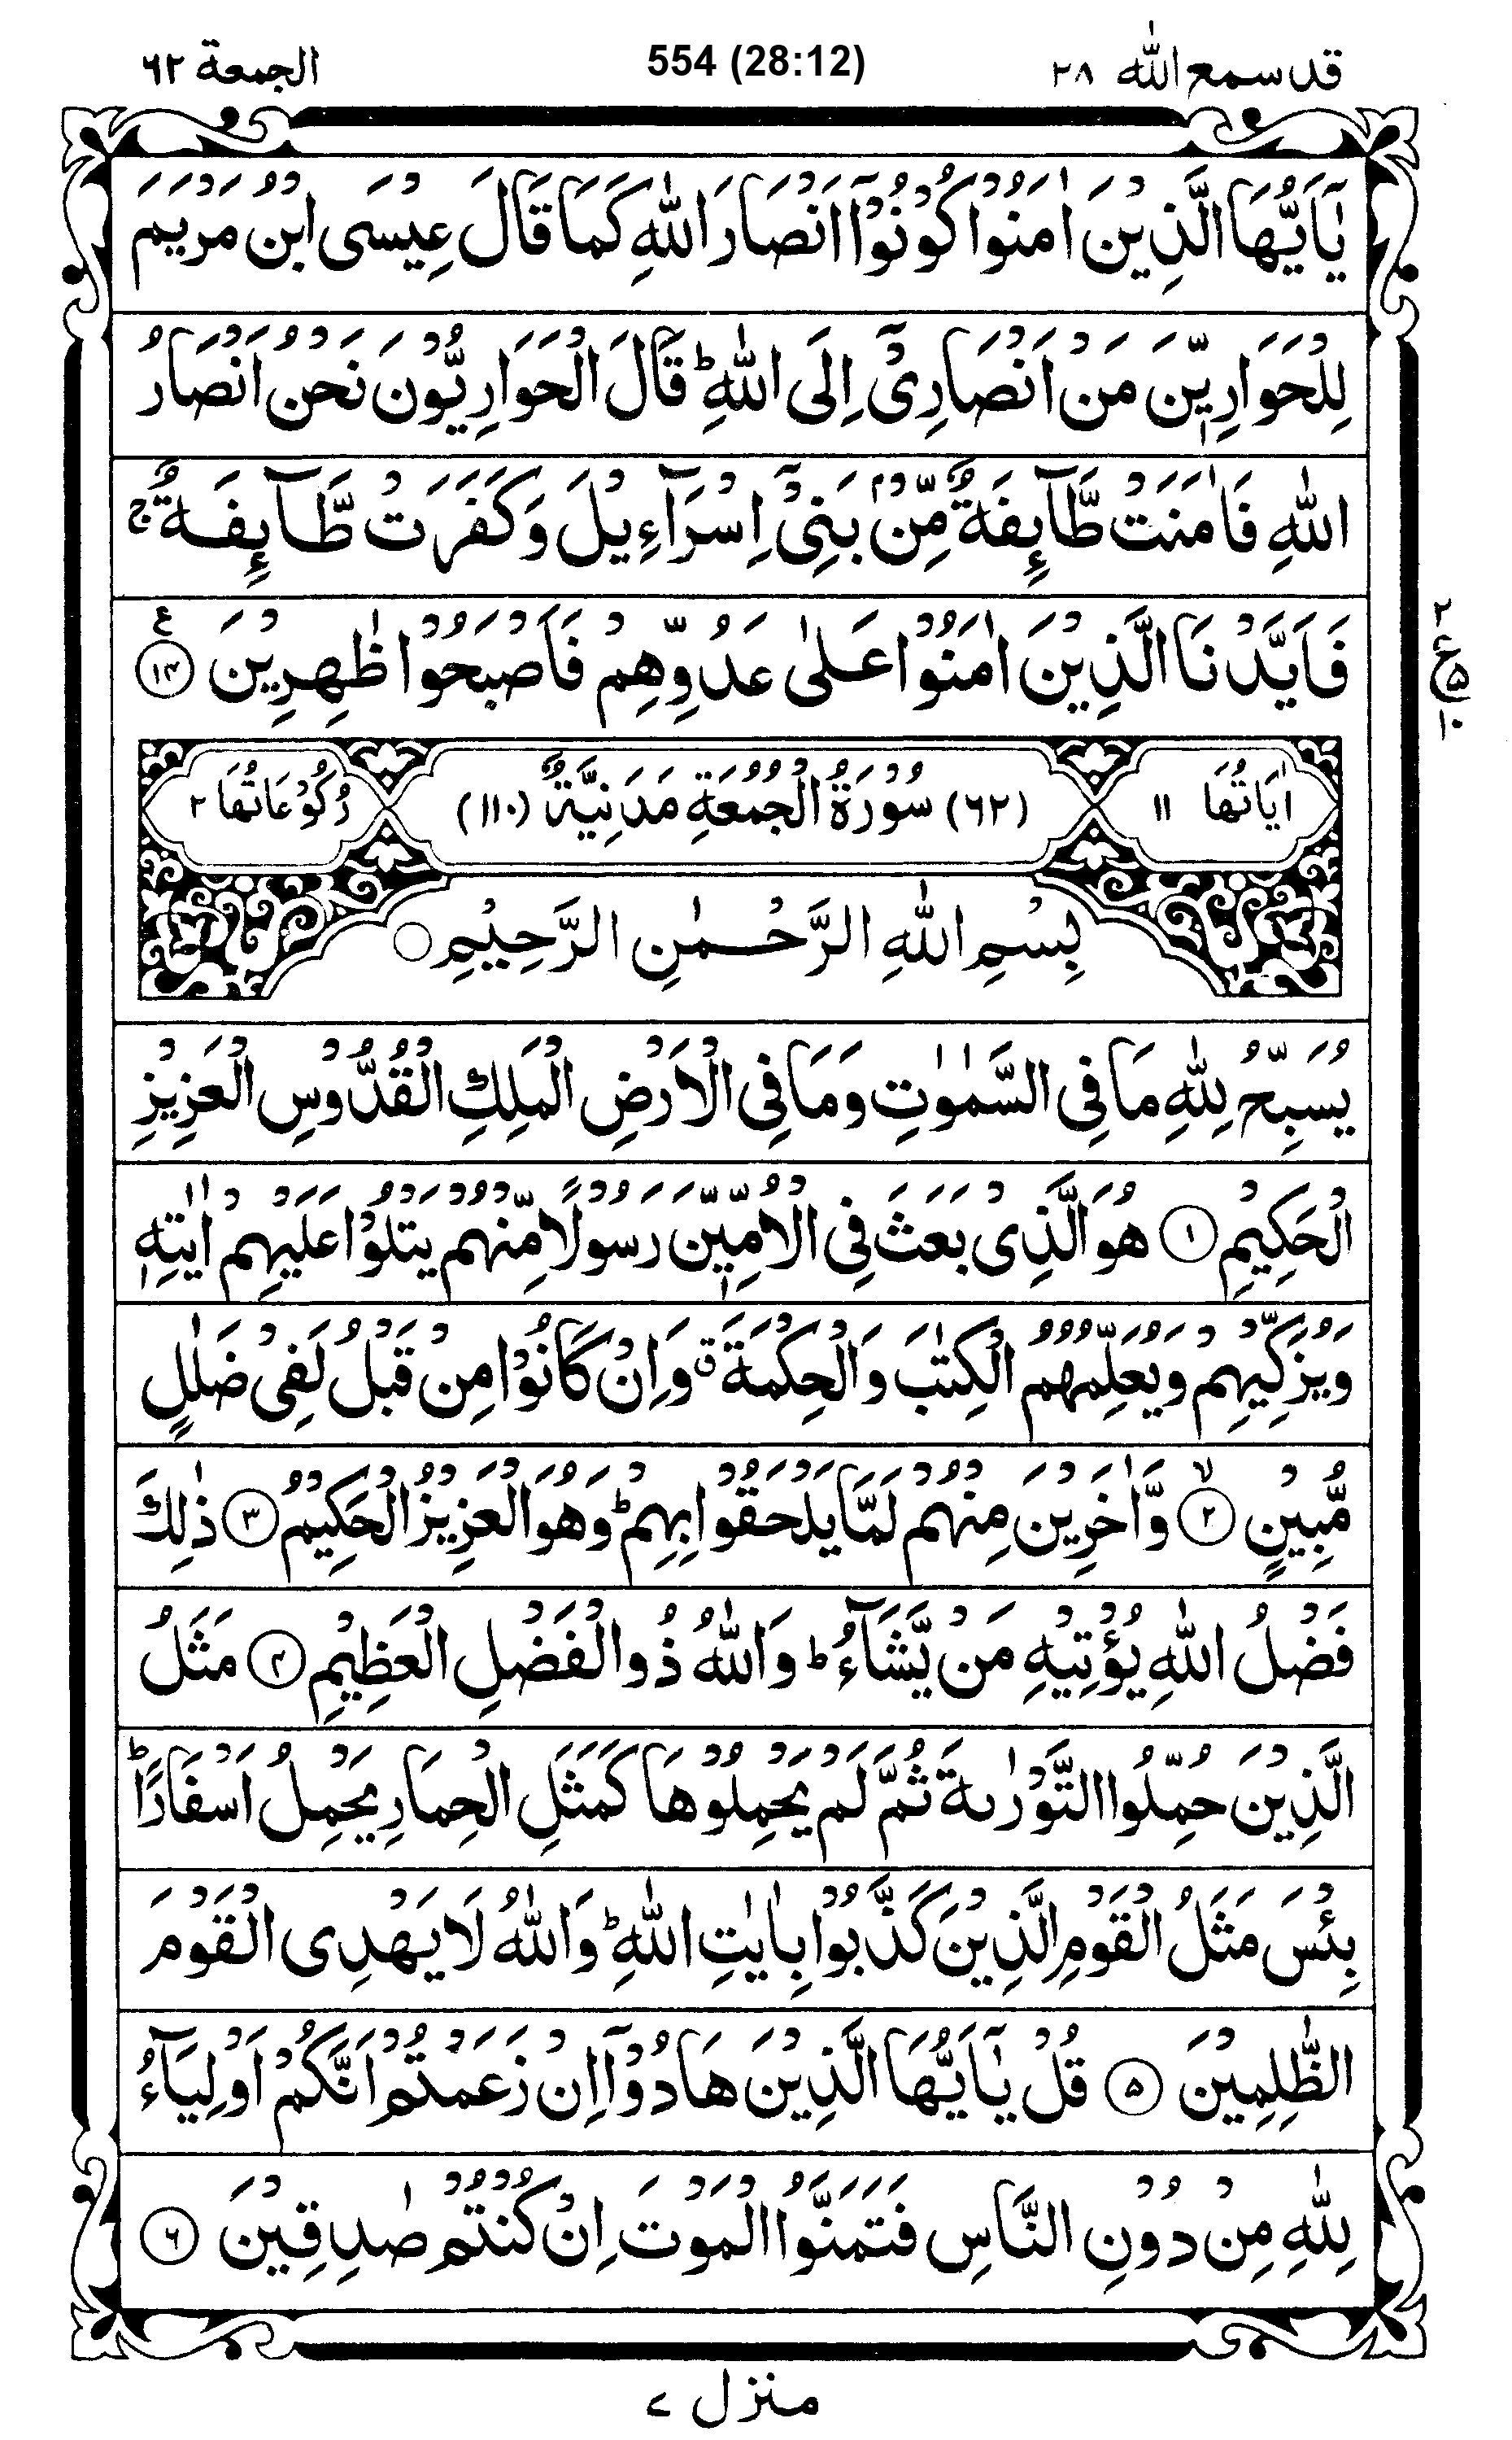 قد سمع الله ٢٨ 554 (28:12) الجمعة ٦٢
يٰۤاَيُّهَا الَّذِيْنَ اٰمَنُوْا كُوْنُوْۤا اَنْصَارَ اللّٰهِ كَمَا قَالَ عِيْسَى ابْنُ مَرْيَمَ
لِلْحَوَارِيّٖنَ مَنْ اَنْصَارِيْۤ اِلَى اللّٰهِ ؕ قَالَ الْحَوَارِيُّوْنَ نَحْنُ اَنْصَارُ
اللّٰهِ فَاٰمَنَتْ طَّآىِٕفَةٌ مِّنْۢ بَنِيْۤ اِسْرَآءِيْلَ وَكَفَرَتْ طَّآىِٕفَةٌ ۚ
فَاَيَّدْنَا الَّذِيْنَ اٰمَنُوْا عَلٰى عَدُوِّهِمْ فَاَصْبَحُوْا ظٰهِرِيْنَ ﴿١٤﴾ ع
٢
ع ٥
١٠
اٰيَاتُهَا ١١ (٦٢) سُوْرَةُ الْجُمُعَةِ مَدَنِيَّةٌ (١١٠) رُكُوْعَاتُهَا ٢
بِسْمِ اللّٰهِ الرَّحْمٰنِ الرَّحِيْمِ
يُسَبِّحُ لِلّٰهِ مَا فِي السَّمٰوٰتِ وَمَا فِي الْاَرْضِ الْمَلِكِ الْقُدُّوْسِ الْعَزِيْزِ
الْحَكِيْمِ ﴿١﴾ هُوَ الَّذِيْ بَعَثَ فِي الْاُمِّيّٖنَ رَسُوْلًا مِّنْهُمْ يَتْلُوْا عَلَيْهِمْ اٰيٰتِهٖ
وَيُزَكِّيْهِمْ وَيُعَلِّمُهُمُ الْكِتٰبَ وَالْحِكْمَةَ ۗ وَاِنْ كَانُوْا مِنْ قَبْلُ لَفِيْ ضَلٰلٍ
مُّبِيْنٍ ۙ﴿٢﴾ وَّاٰخَرِيْنَ مِنْهُمْ لَمَّا يَلْحَقُوْا بِهِمْ ؕ وَهُوَ الْعَزِيْزُ الْحَكِيْمُ ﴿٣﴾ ذٰلِكَ
فَضْلُ اللّٰهِ يُؤْتِيْهِ مَنْ يَّشَآءُ ؕ وَاللّٰهُ ذُو الْفَضْلِ الْعَظِيْمِ ﴿٤﴾ مَثَلُ
الَّذِيْنَ حُمِّلُوا التَّوْرٰىةَ ثُمَّ لَمْ يَحْمِلُوْهَا كَمَثَلِ الْحِمَارِ يَحْمِلُ اَسْفَارًا ؕ
بِئْسَ مَثَلُ الْقَوْمِ الَّذِيْنَ كَذَّبُوْا بِاٰيٰتِ اللّٰهِ ؕ وَاللّٰهُ لَا يَهْدِي الْقَوْمَ
الظّٰلِمِيْنَ ﴿٥﴾ قُلْ يٰۤاَيُّهَا الَّذِيْنَ هَادُوْۤا اِنْ زَعَمْتُمْ اَنَّكُمْ اَوْلِيَآءُ
لِلّٰهِ مِنْ دُوْنِ النَّاسِ فَتَمَنَّوُا الْمَوْتَ اِنْ كُنْتُمْ صٰدِقِيْنَ ﴿٦﴾
منزل ٧